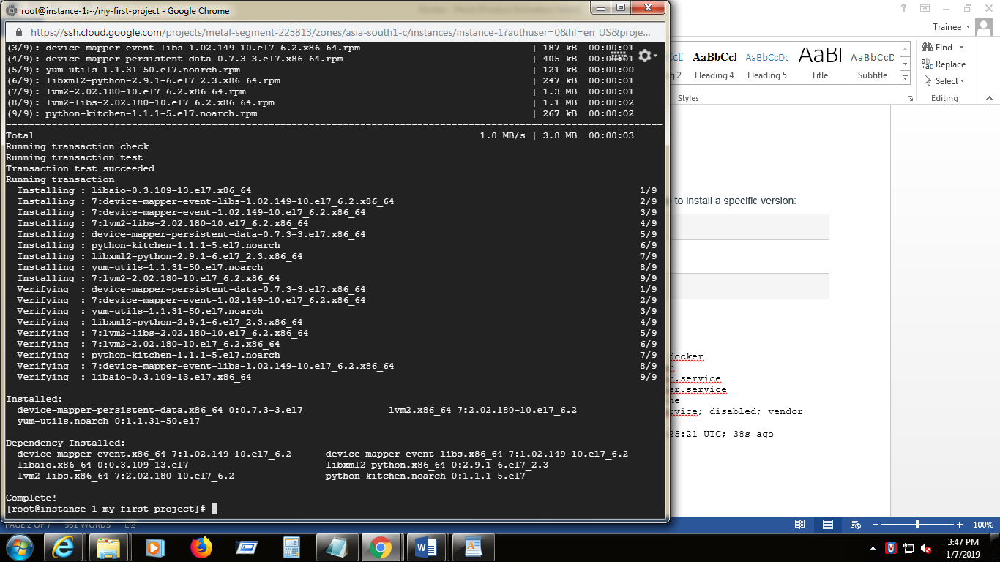 root@instance-1:~/my-first-project - Google Chrome
https://ssh.cloud.google.com/projects/metal-segment-225813/zones/asia-south1-c/instances/instance-1?authuser=0&hl=en_US&proje...
(3/9): device-mapper-event-libs-1.02.149-10.el7_6.2.x86_64.rpm | 187 kB 00:00:01
(4/9): device-mapper-persistent-data-0.7.3-3.el7.x86_64.rpm | 405 kB 00:00:01
(5/9): yum-utils-1.1.31-50.el7.noarch.rpm | 121 kB 00:00:00
(6/9): libxml2-python-2.9.1-6.el7_2.3.x86_64.rpm | 247 kB 00:00:01
(7/9): lvm2-2.02.180-10.el7_6.2.x86_64.rpm | 1.3 MB 00:00:01
(8/9): lvm2-libs-2.02.180-10.el7_6.2.x86_64.rpm | 1.1 MB 00:00:02
(9/9): python-kitchen-1.1.1-5.el7.noarch.rpm | 267 kB 00:00:02
Total 1.0 MB/s | 3.8 MB 00:00:03
Running transaction check
Running transaction test
Transaction test succeeded
Running transaction
Installing : libaio-0.3.109-13.el7.x86_64 1/9
Installing : 7:device-mapper-event-libs-1.02.149-10.el7_6.2.x86_64 2/9
Installing : 7:device-mapper-event-1.02.149-10.el7_6.2.x86_64 3/9
Installing : 7:lvm2-libs-2.02.180-10.el7_6.2.x86_64 4/9
Installing : device-mapper-persistent-data-0.7.3-3.el7.x86_64 5/9
Installing : python-kitchen-1.1.1-5.el7.noarch 6/9
Installing : libxml2-python-2.9.1-6.el7_2.3.x86_64 7/9
Installing : yum-utils-1.1.31-50.el7.noarch 8/9
Installing : 7:lvm2-2.02.180-10.el7_6.2.x86_64 9/9
Verifying : device-mapper-persistent-data-0.7.3-3.el7.x86_64 1/9
Verifying : 7:device-mapper-event-1.02.149-10.el7_6.2.x86_64 2/9
Verifying : yum-utils-1.1.31-50.el7.noarch 3/9
Verifying : libxml2-python-2.9.1-6.el7_2.3.x86_64 4/9
Verifying : 7:lvm2-libs-2.02.180-10.el7_6.2.x86_64 5/9
Verifying : 7:lvm2-2.02.180-10.el7_6.2.x86_64 6/9
Verifying : python-kitchen-1.1.1-5.el7.noarch 7/9
Verifying : 7:device-mapper-event-libs-1.02.149-10.el7_6.2.x86_64 8/9
Verifying : libaio-0.3.109-13.el7.x86_64 9/9
Installed:
device-mapper-persistent-data.x86_64 0:0.7.3-3.el7 lvm2.x86_64 7:2.02.180-10.el7_6.2
yum-utils.noarch 0:1.1.31-50.el7
Dependency Installed:
device-mapper-event.x86_64 7:1.02.149-10.el7_6.2 device-mapper-event-libs.x86_64 7:1.02.149-10.el7_6.2
libaio.x86_64 0:0.3.109-13.el7 libxml2-python.x86_64 0:2.9.1-6.el7_2.3
lvm2-libs.x86_64 7:2.02.180-10.el7_6.2 python-kitchen.noarch 0:1.1.1-5.el7
Complete!
[root@instance-1 my-first-project]#
Trainee
AaBbCcI AaBbCcDc AaBl AaBbCcDc
g 2 Heading 4 Heading 5 Title Subtitle
Styles
Find
Replace
Select
Editing
to install a specific version:
docker
r.service
er.service
ne
rvice; disabled; vendor
25:21 UTC; 38s ago
PAGE 2 OF 7 931 WORDS
100%
3:47 PM
1/7/2019